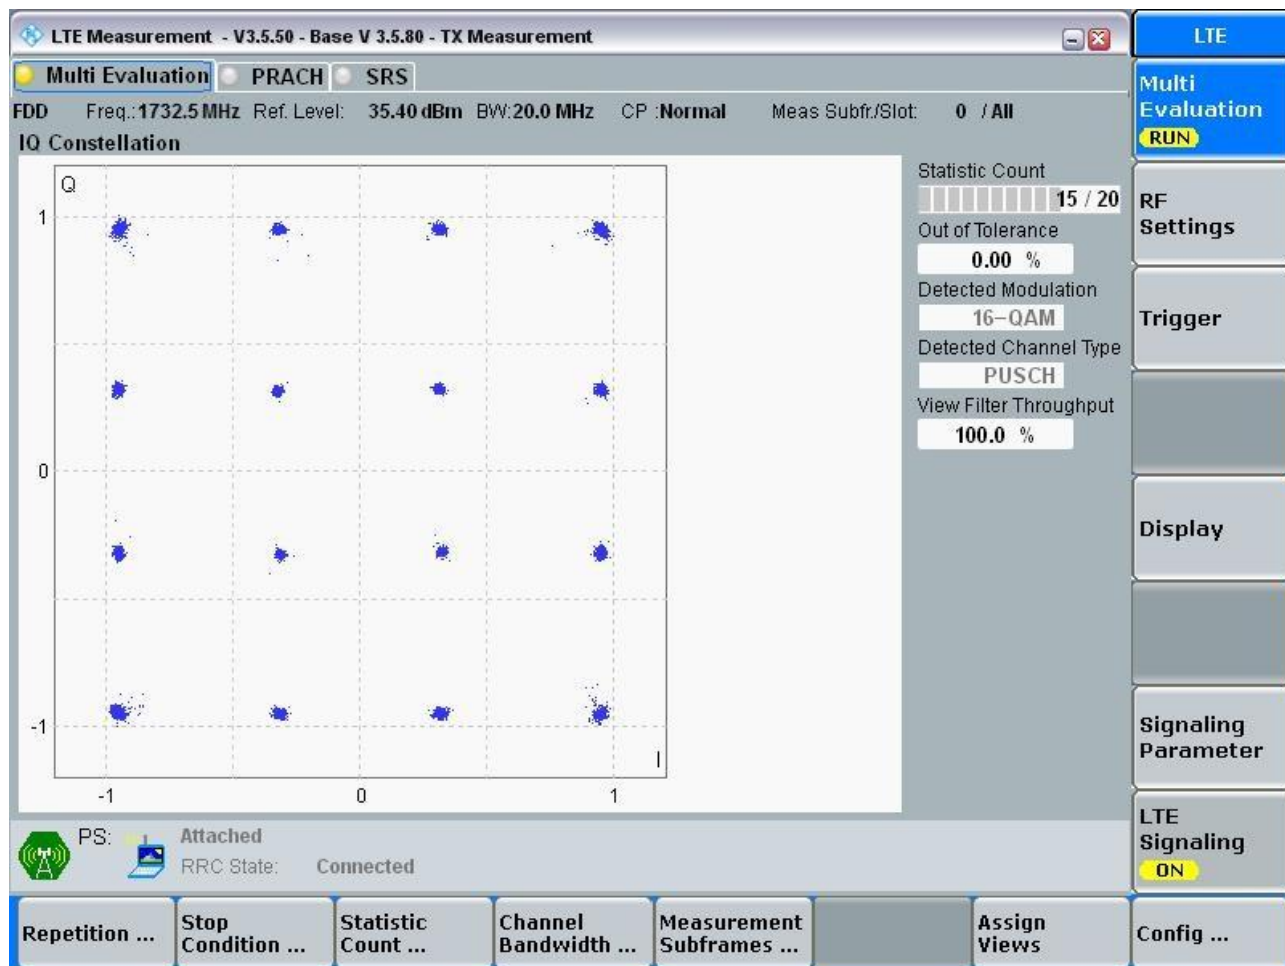 LTE Measurement - V3.5.50 - Base V 3.5.80 - TX Measurement
LTE
Multi Evaluation PRACH SRS
FDD Freq.:1732.5 MHz Ref. Level: 35.40 dBm BW:20.0 MHz CP :Normal Meas Subfr./Slot: 0 / All
IQ Constellation
Q
1
0
-1
I
-1 0 1
Statistic Count
15 / 20
Out of Tolerance
0.00 %
Detected Modulation
16-QAM
Detected Channel Type
PUSCH
View Filter Throughput
100.0 %
Multi
Evaluation
RUN
RF
Settings
Trigger
Display
Signaling
Parameter
LTE
Signaling
ON
PS: Attached
RRC State: Connected
Repetition ...
Stop
Condition ...
Statistic
Count ...
Channel
Bandwidth ...
Measurement
Subframes ...
Assign
Views
Config ...